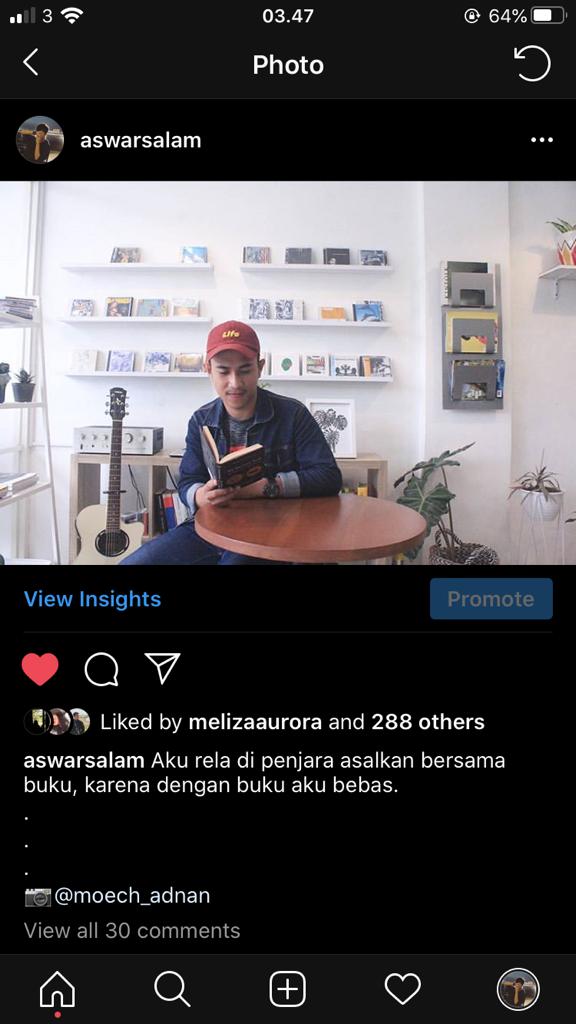 3 03.47 64%
Photo
aswarsalam
Life
View Insights
Promote
Liked by melizaaurora and 288 others
aswarsalam Aku rela di penjara asalkan bersama
buku, karena dengan buku aku bebas.
.
.
.
📷@moech_adnan
View all 30 comments